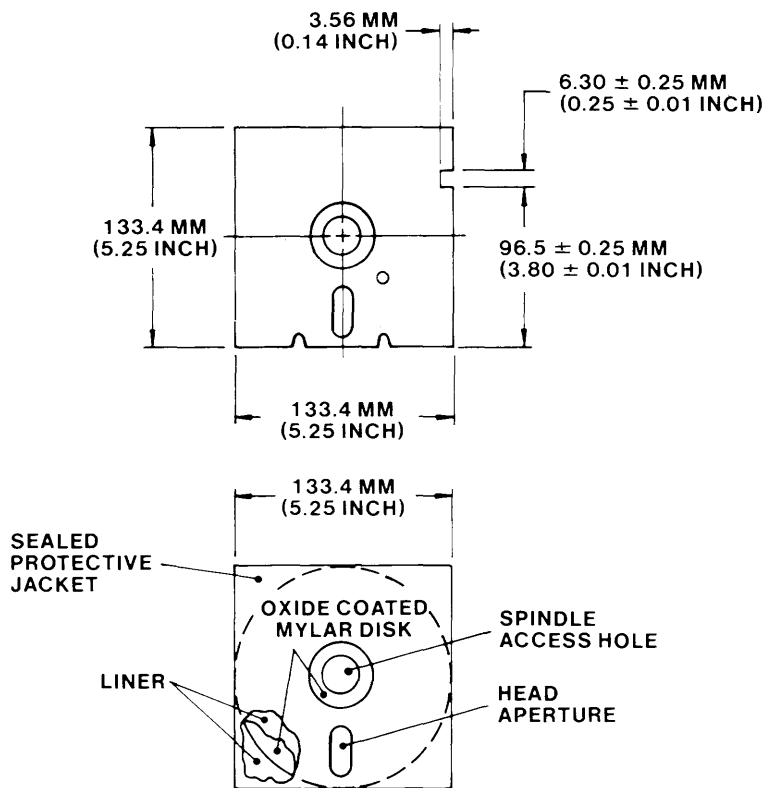 3.56 MM
(0.14 INCH)
6.30 ± 0.25 MM
(0.25 ± 0.01 INCH)
133.4 MM
(5.25 INCH)
96.5 ± 0.25 MM
(3.80 ± 0.01 INCH)
133.4 MM
(5.25 INCH)
133.4 MM
(5.25 INCH)
SEALED
PROTECTIVE
JACKET
OXIDE COATED
MYLAR DISK
SPINDLE
ACCESS HOLE
LINER
HEAD
APERTURE